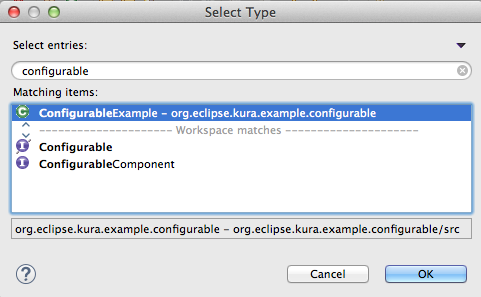 Select Type
Select entries:
configurable
Matching items:
C ConfigurableExample – org.eclipse.kura.example.configurable
---------------------- Workspace matches ----------------------
I Configurable
I ConfigurableComponent
org.eclipse.kura.example.configurable – org.eclipse.kura.example.configurable/src
? Cancel OK